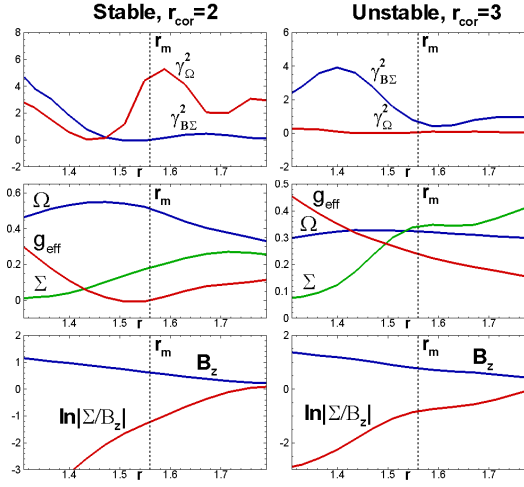 Stable, r_cor=2
r_m
γ²_Ω
γ²_BΣ
8
6
4
2
0
1.4 1.5 r 1.6 1.7
r_m
Ω
g_eff
Σ
0.6
0.4
0.2
0
1.4 1.5 r 1.6 1.7
r_m
B_z
ln|Σ/B_z|
2
1
0
-1
-2
-3
1.4 1.5 r 1.6 1.7
Unstable, r_cor=3
r_m
γ²_BΣ
γ²_Ω
6
4
2
0
1.4 1.5 r 1.6 1.7
r_m
g_eff
Ω
Σ
0.5
0.4
0.3
0.2
0.1
0
1.4 1.5 r 1.6 1.7
r_m
B_z
ln|Σ/B_z|
2
0
-2
1.4 1.5 r 1.6 1.7